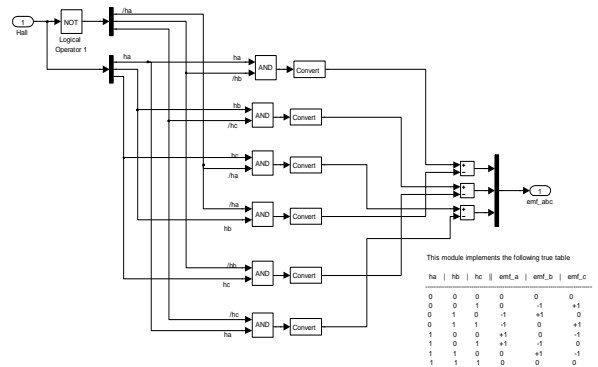 1
Hall
NOT
Logical
Operator 1
/ha
ha
ha
/hb
AND
Convert
hb
/hc
AND
Convert
hc
/ha
AND
Convert
/ha
hb
AND
Convert
/hb
hc
AND
Convert
/hc
ha
AND
Convert
+
−
+
−
+
−
1
emf_abc
This module implements the following true table
ha | hb | hc || emf_a | emf_b | emf_c
0 0 0 0 0 0
0 0 1 0 -1 +1
0 1 0 -1 +1 0
0 1 1 -1 0 +1
1 0 0 +1 0 -1
1 0 1 +1 -1 0
1 1 0 0 +1 -1
1 1 1 0 0 0